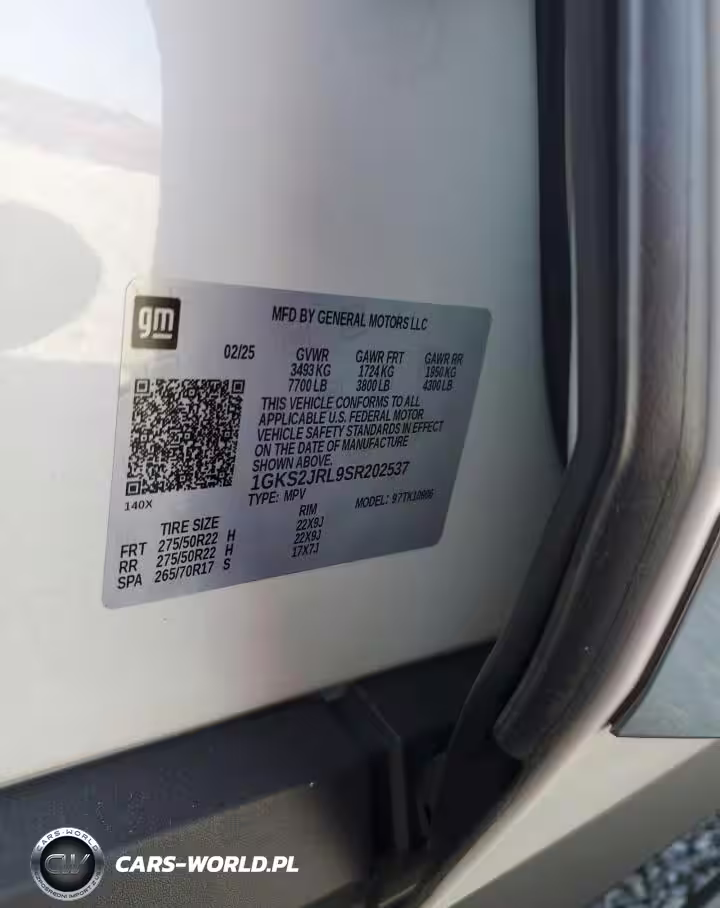 gm
MFD BY GENERAL MOTORS LLC
02/25 GVWR GAWR FRT GAWR RR
3493 KG 1724 KG 1950 KG
7700 LB 3800 LB 4300 LB
THIS VEHICLE CONFORMS TO ALL
APPLICABLE U.S. FEDERAL MOTOR
VEHICLE SAFETY STANDARDS IN EFFECT
ON THE DATE OF MANUFACTURE
SHOWN ABOVE.
1GKS2JRL9SR202537
TYPE: MPV MODEL: 97TK10906
140X
TIRE SIZE RIM
FRT 275/50R22 H 22X9J
RR 275/50R22 H 22X9J
SPA 265/70R17 S 17X7J
CARS-WORLD
CW
CARS-WORLD.PL